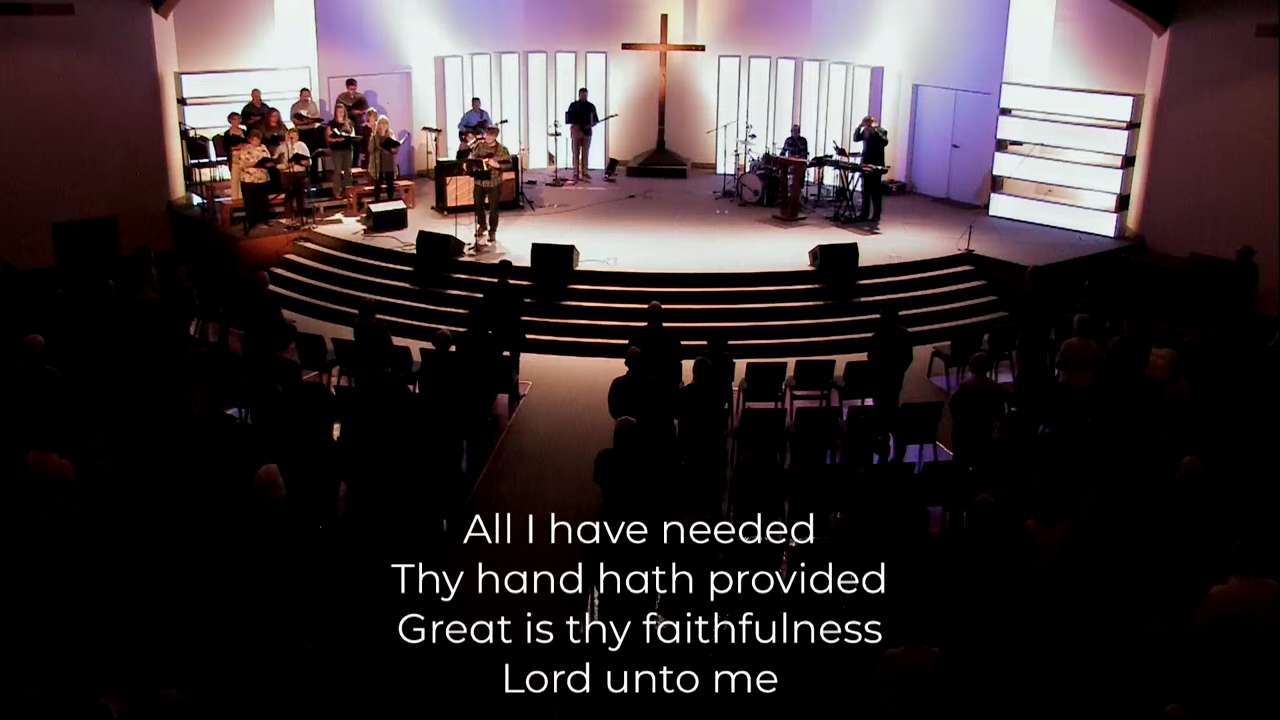 All I have needed
Thy hand hath provided
Great is thy faithfulness
Lord unto me